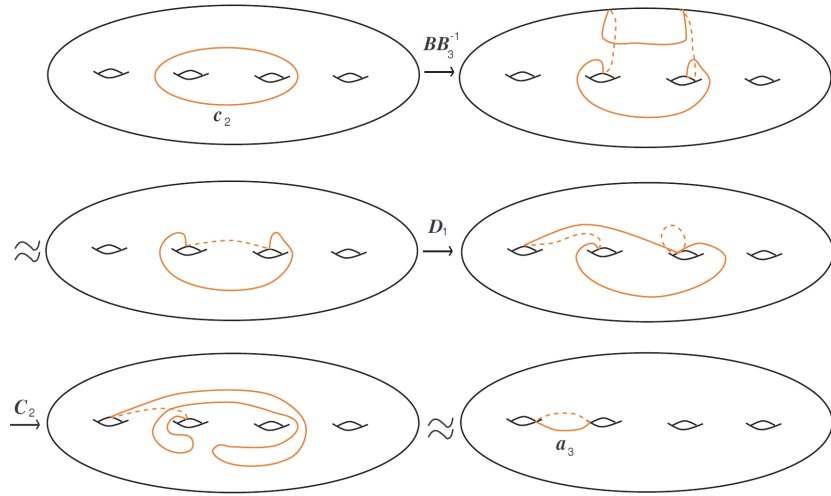 c₂
BB₃⁻¹
≈
D₁
C₂
≈
a₃